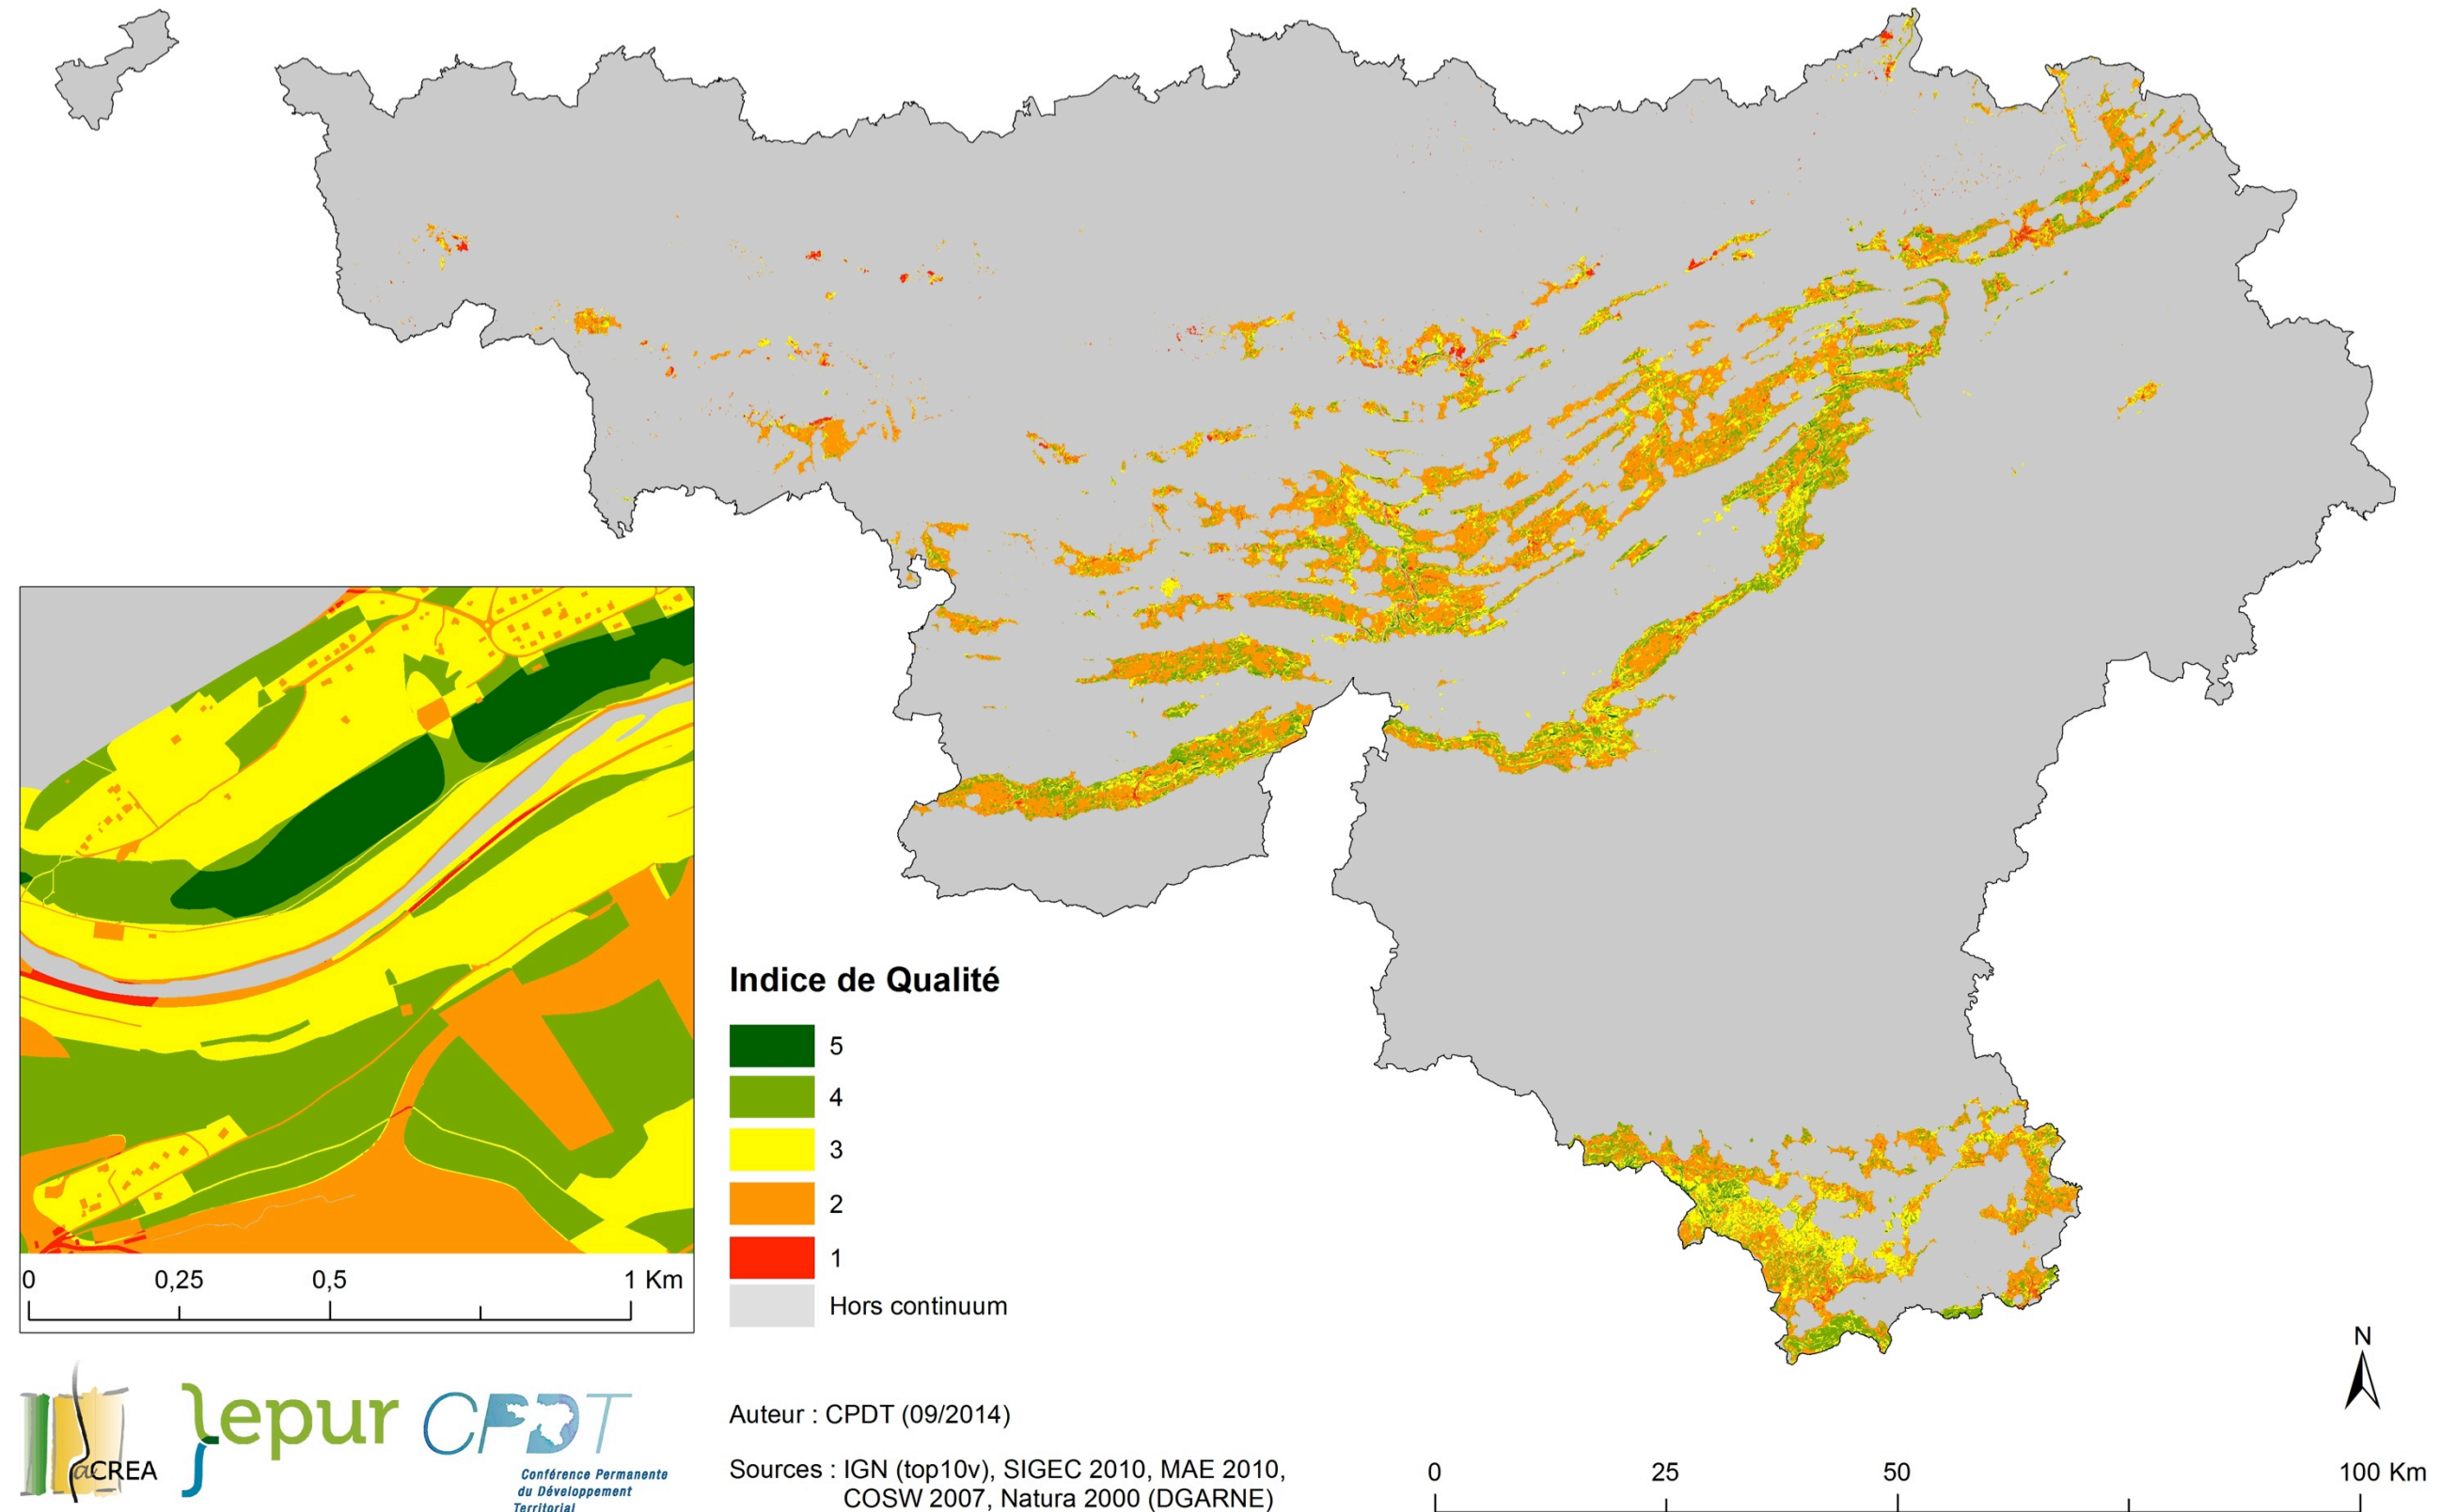 0 0,25 0,5 1 Km
Indice de Qualité
5
4
3
2
1
Hors continuum
aCREA
lepur
CPDT
Conférence Permanente
du Développement
Territorial
Auteur : CPDT (09/2014)
Sources : IGN (top10v), SIGEC 2010, MAE 2010,
COSW 2007, Natura 2000 (DGARNE)
N
0 25 50 100 Km